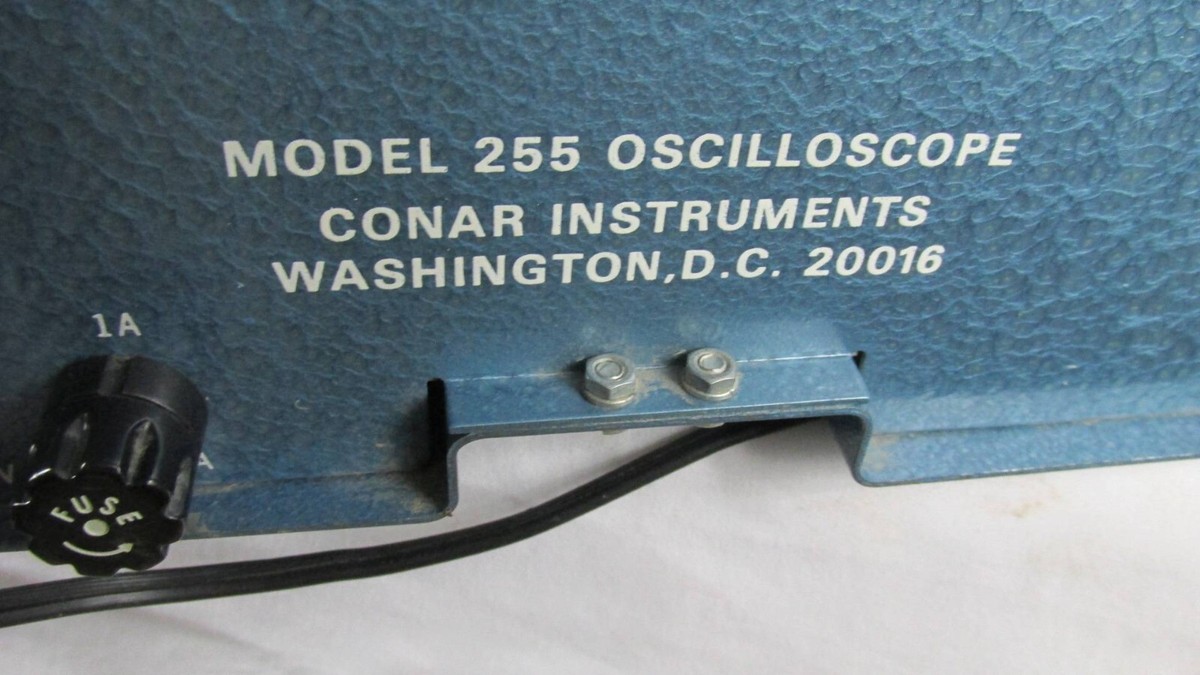 MODEL 255 OSCILLOSCOPE
CONAR INSTRUMENTS
WASHINGTON, D.C. 20016
1A
FUSE